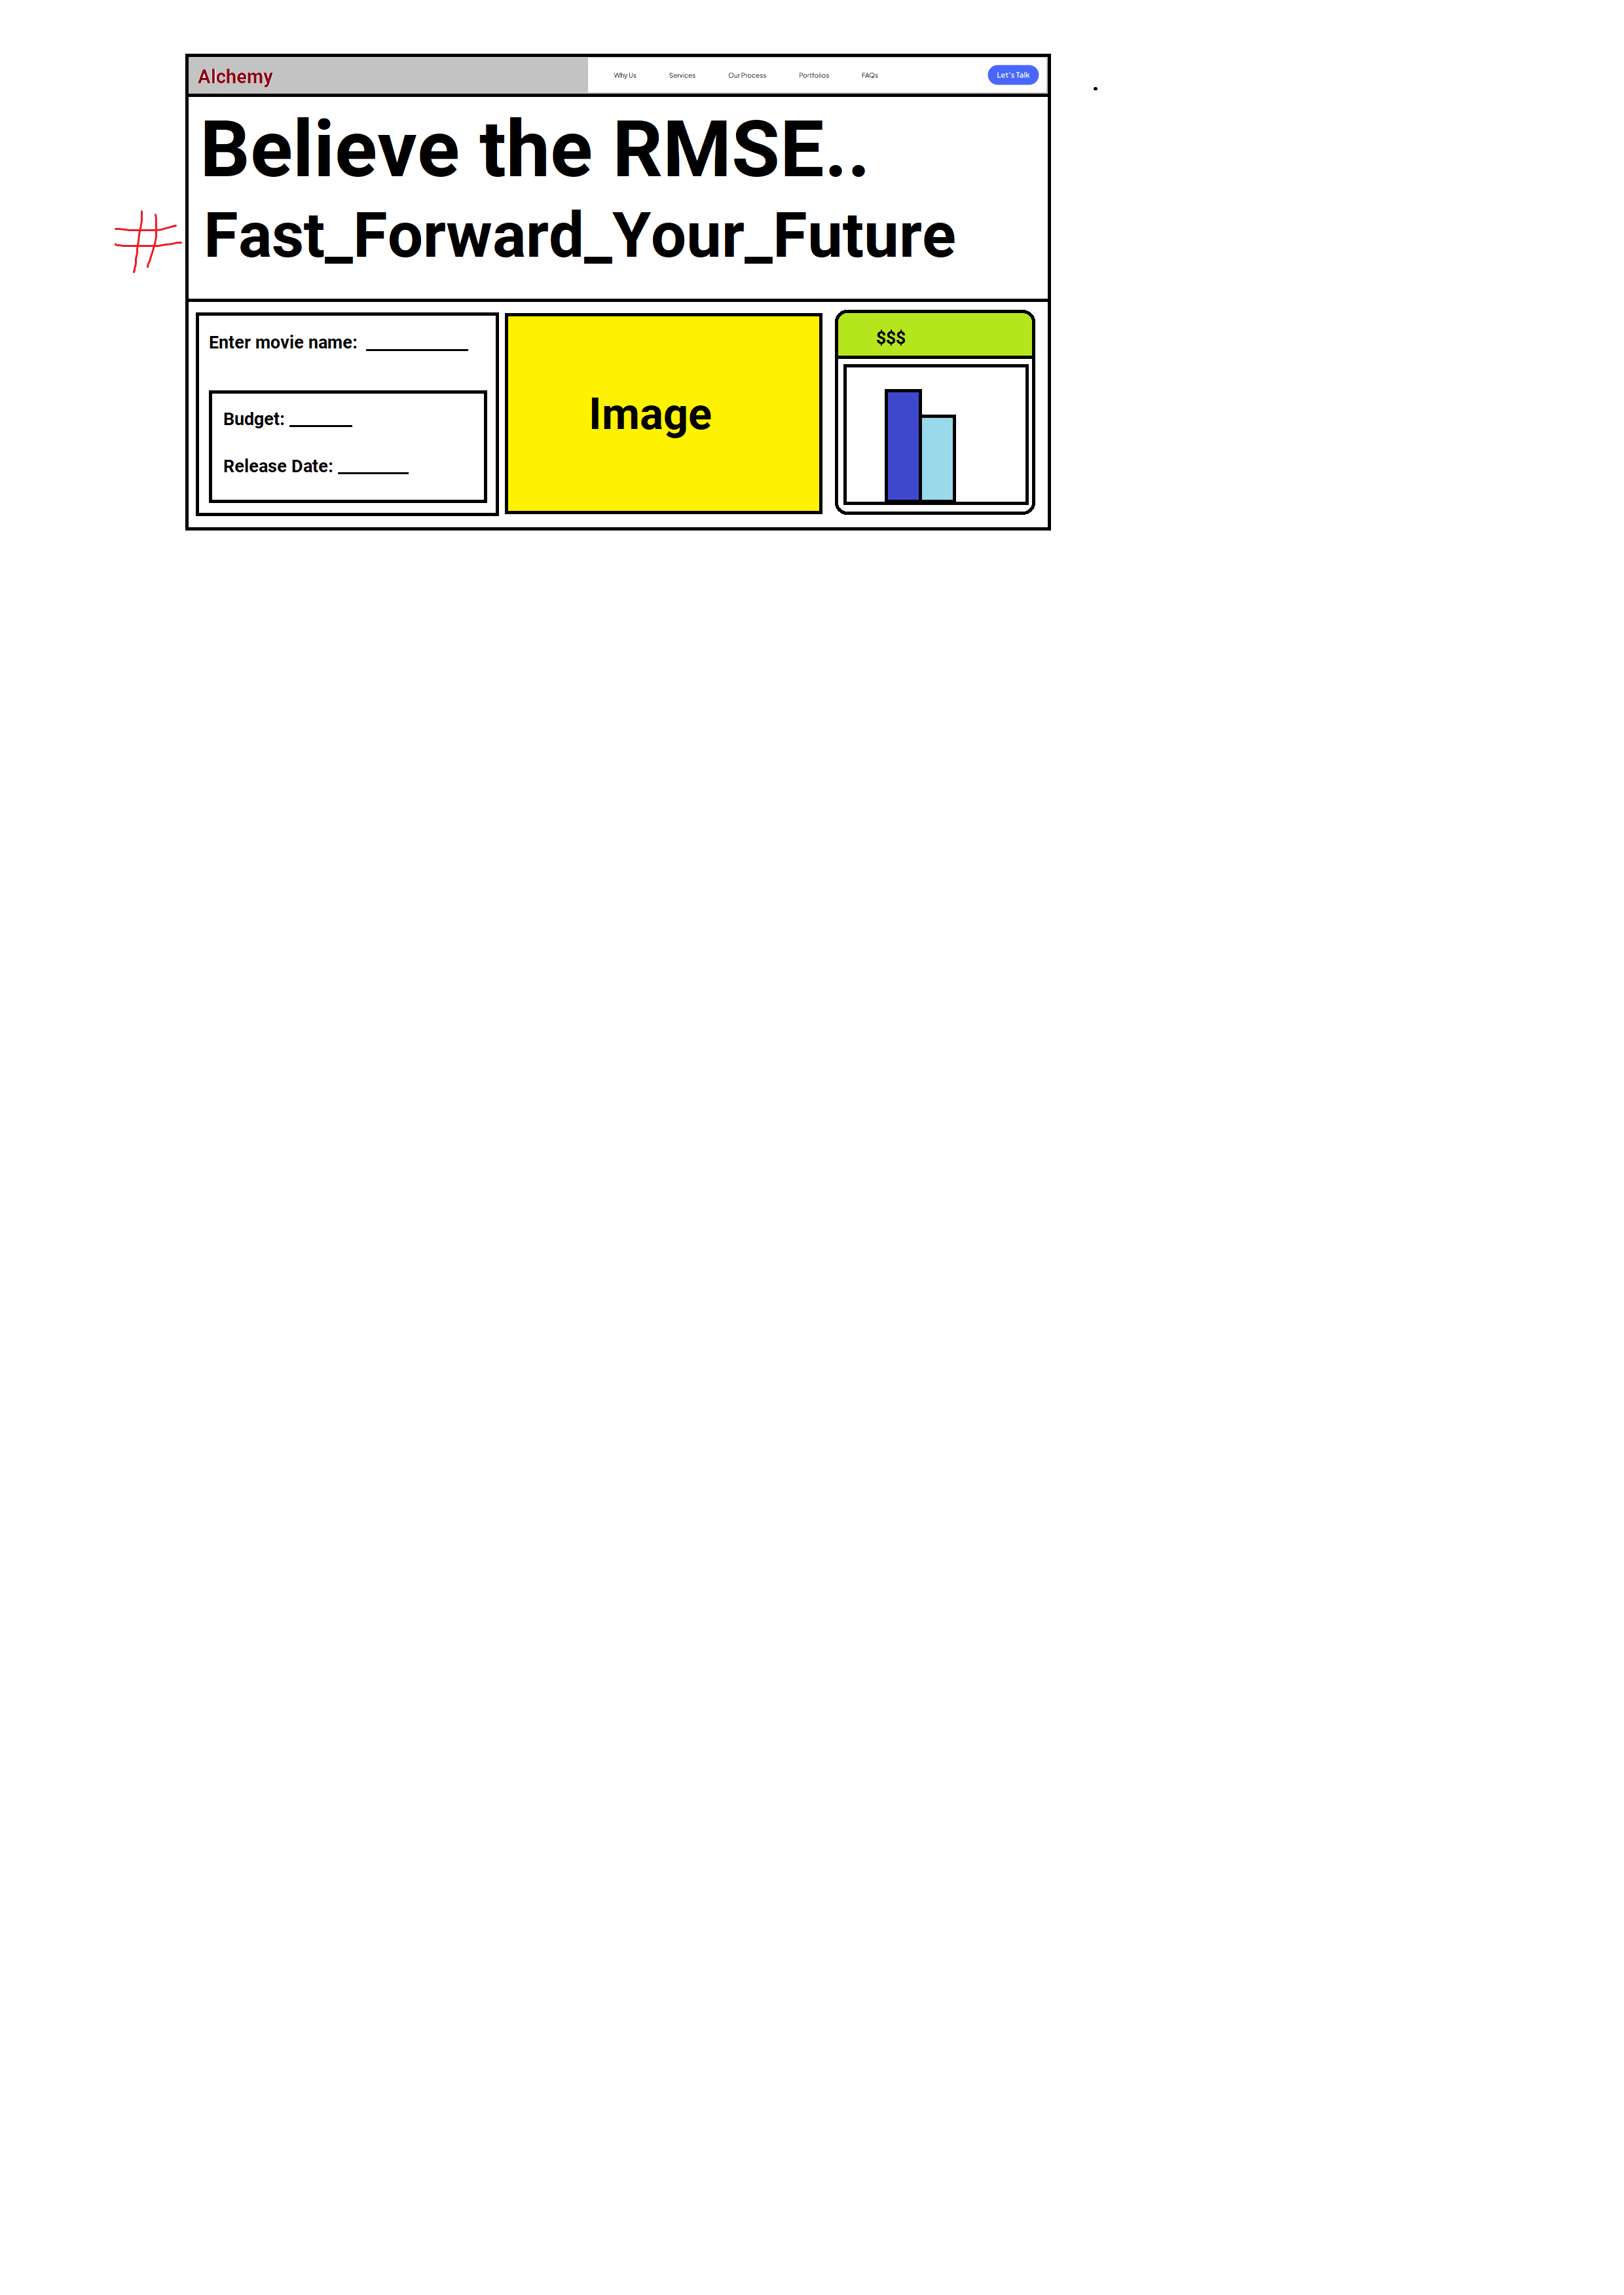 Alchemy Why Us Services Our Process Portfolios FAQs Let's Talk
Believe the RMSE..
# Fast_Forward_Your_Future
Enter movie name: ___________
Budget: _______
Release Date: ________
Image
$$$